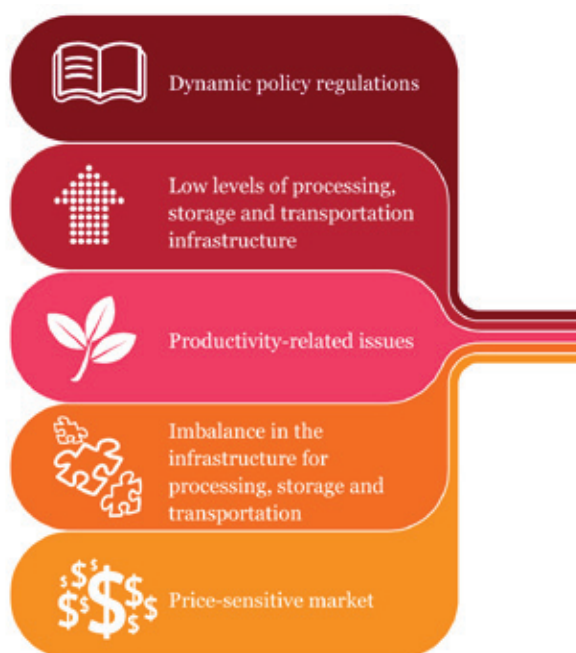 Dynamic policy regulations
Low levels of processing,
storage and transportation
infrastructure
Productivity-related issues
Imbalance in the
infrastructure for
processing, storage and
transportation
Price-sensitive market